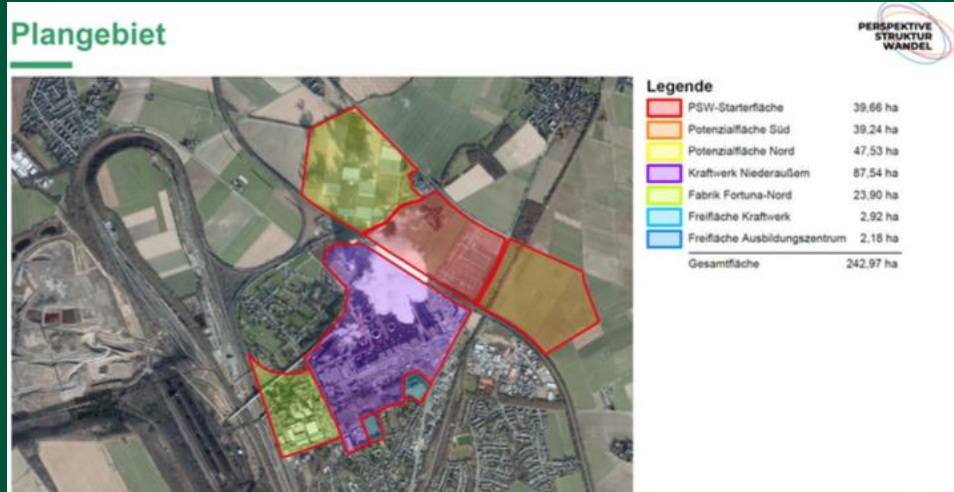 Plangebiet
PERSPEKTIVE
STRUKTUR
WANDEL
Legende
PSW-Starterfläche 39,66 ha
Potenzialfläche Süd 39,24 ha
Potenzialfläche Nord 47,53 ha
Kraftwerk Niederaußem 87,54 ha
Fabrik Fortuna-Nord 23,90 ha
Freifläche Kraftwerk 2,92 ha
Freifläche Ausbildungszentrum 2,18 ha
Gesamtfläche 242,97 ha